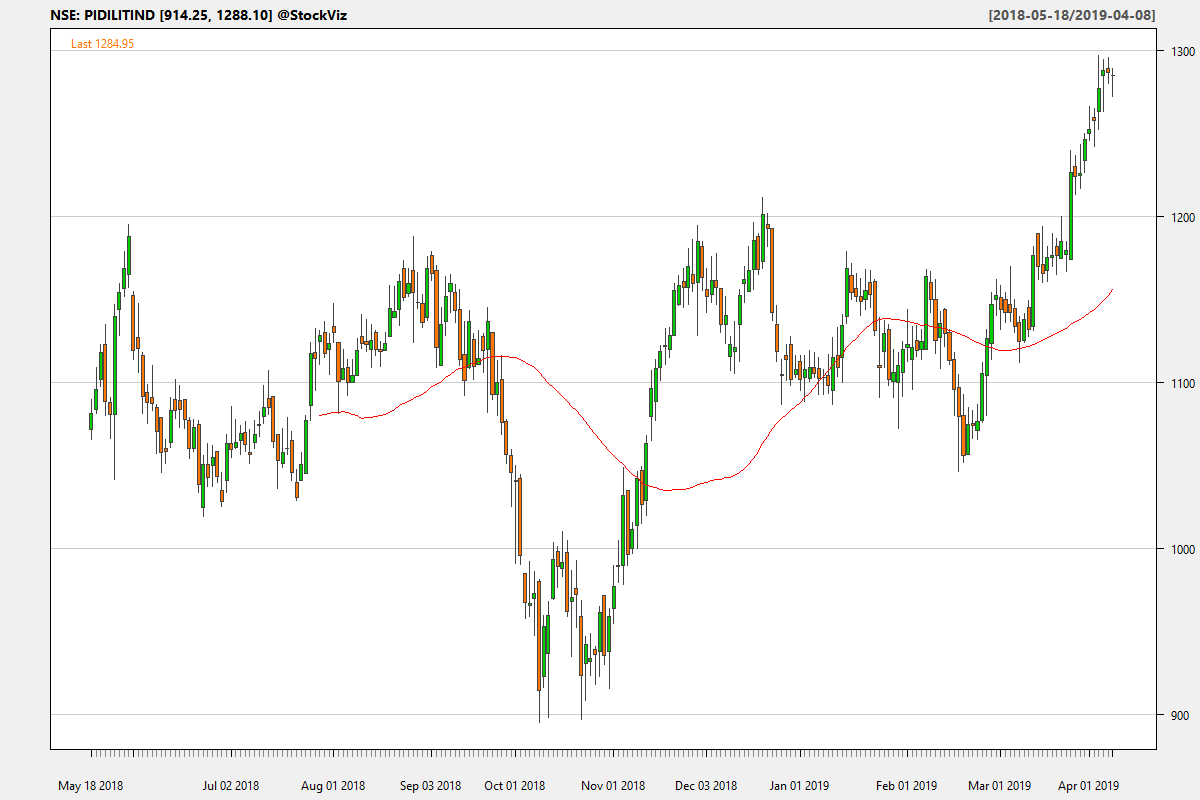 NSE: PIDILITIND [914.25, 1288.10] @StockViz
[2018-05-18/2019-04-08]
Last 1284.95
1300
1200
1100
1000
900
May 18 2018
Jul 02 2018
Aug 01 2018
Sep 03 2018
Oct 01 2018
Nov 01 2018
Dec 03 2018
Jan 01 2019
Feb 01 2019
Mar 01 2019
Apr 01 2019